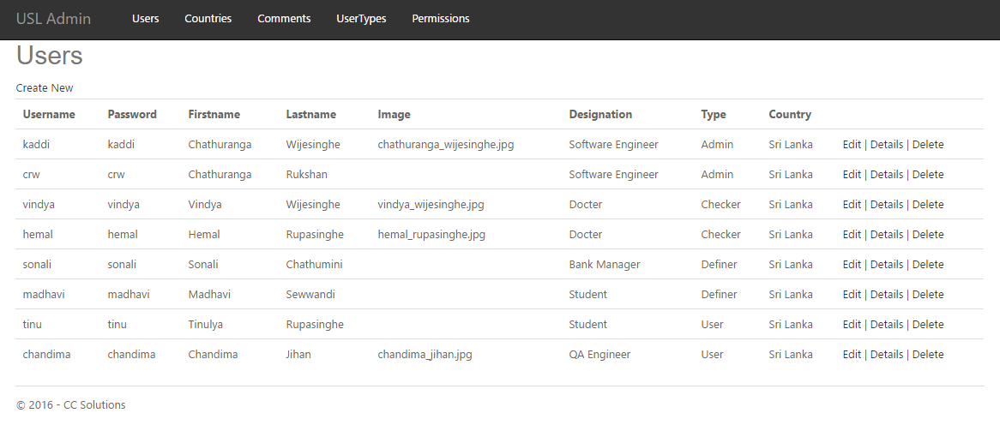 USL Admin Users Countries Comments UserTypes Permissions
Users
Create New
Username Password Firstname Lastname Image Designation Type Country
kaddi kaddi Chathuranga Wijesinghe chathuranga_wijesinghe.jpg Software Engineer Admin Sri Lanka Edit | Details | Delete
crw crw Chathuranga Rukshan Software Engineer Admin Sri Lanka Edit | Details | Delete
vindya vindya Vindya Wijesinghe vindya_wijesinghe.jpg Docter Checker Sri Lanka Edit | Details | Delete
hemal hemal Hemal Rupasinghe hemal_rupasinghe.jpg Docter Checker Sri Lanka Edit | Details | Delete
sonali sonali Sonali Chathumini Bank Manager Definer Sri Lanka Edit | Details | Delete
madhavi madhavi Madhavi Sewwandi Student Definer Sri Lanka Edit | Details | Delete
tinu tinu Tinulya Rupasinghe Student User Sri Lanka Edit | Details | Delete
chandima chandima Chandima Jihan chandima_jihan.jpg QA Engineer User Sri Lanka Edit | Details | Delete
© 2016 - CC Solutions